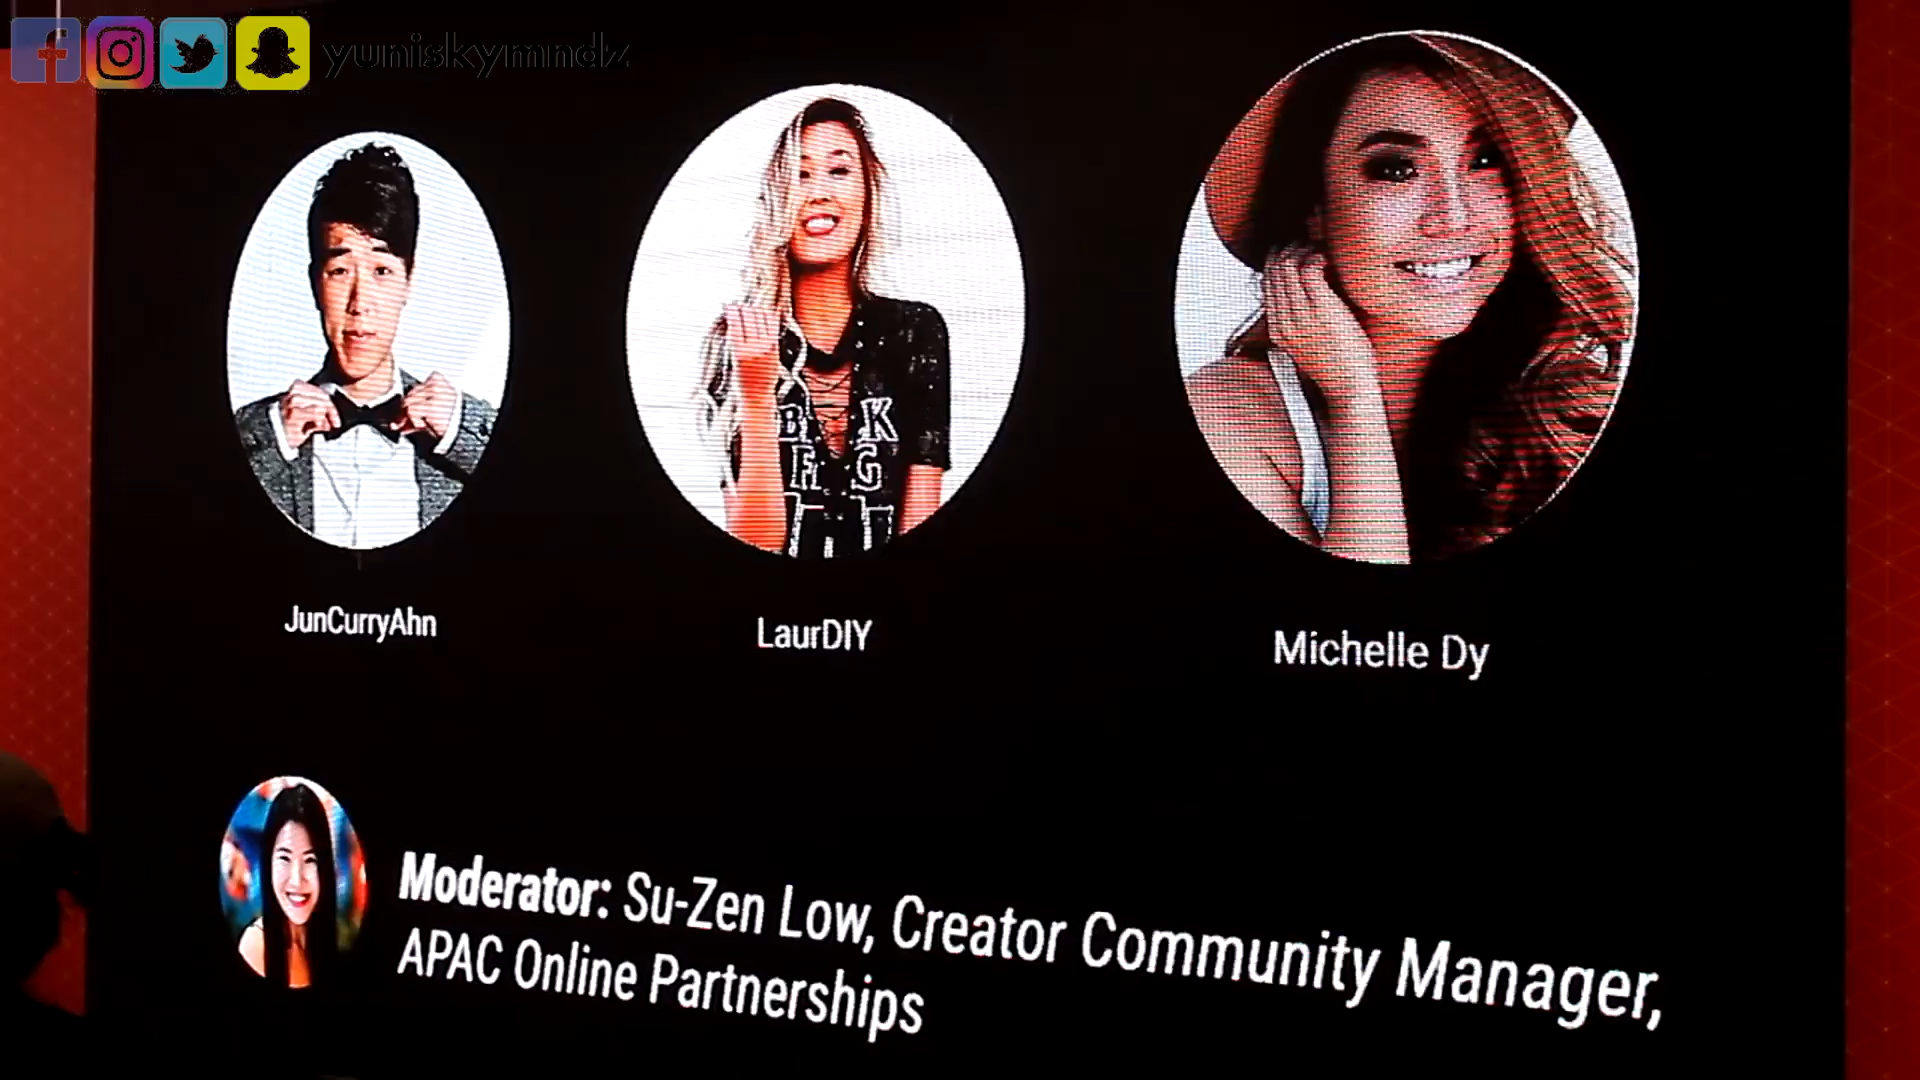 yuniskymndz
JunCurryAhn
LaurDIY
Michelle Dy
Moderator: Su-Zen Low, Creator Community Manager,
APAC Online Partnerships